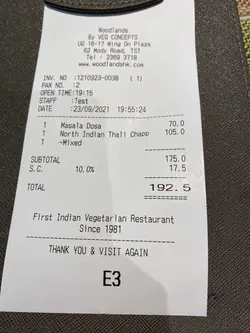 Woodlands
By VEG CONCEPTS
UG 16-17 Wing On Plaza
62 Mody Road, TST
Tel : 2369 3718
www.woodlandshk.com
INV. NO :1210923-0036 ( 1)
PAX NO. :2
OPEN TIME:19:15
STAFF :Test
DATE :23/09/2021 19:55:24
1 Masala Dosa 70.0
1 North Indian Thali Chapp 105.0
1 ~Mixed
SUBTOTAL 175.0
S.C. 10.0% 17.5
TOTAL 192.5
First Indian Vegetarian Restaurant
Since 1981
THANK YOU & VISIT AGAIN
E3